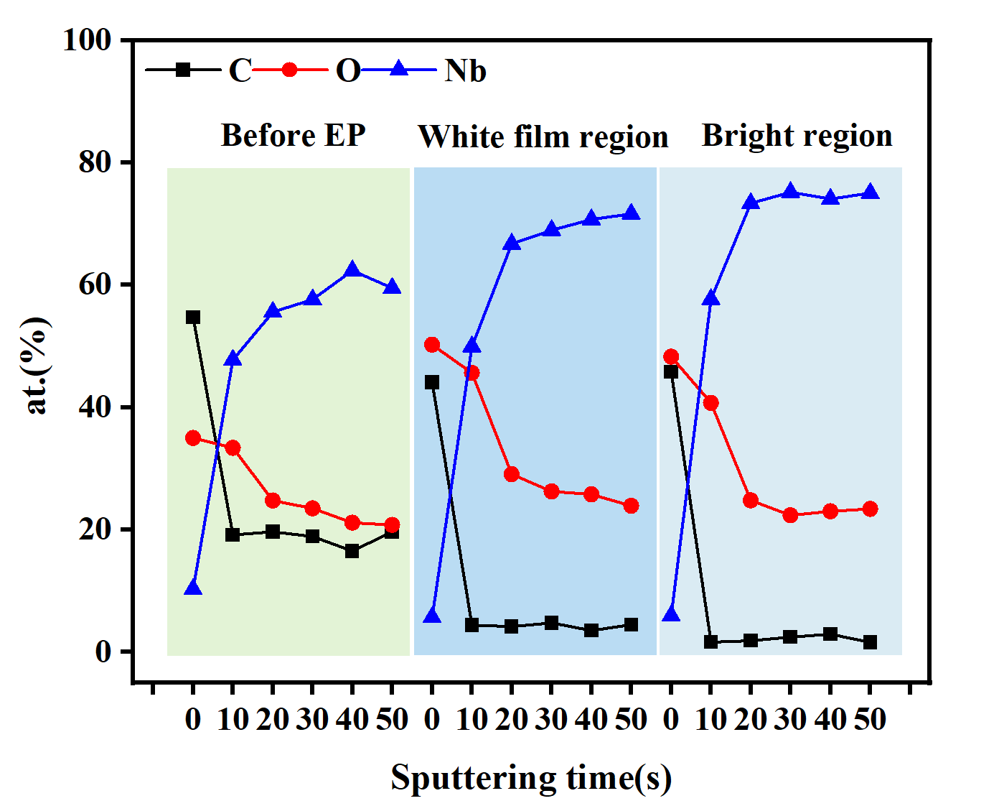 100
C O Nb
Before EP White film region Bright region
80
60
40
20
0
at.(%)
0 10 20 30 40 50 0 10 20 30 40 50 0 10 20 30 40 50
Sputtering time(s)